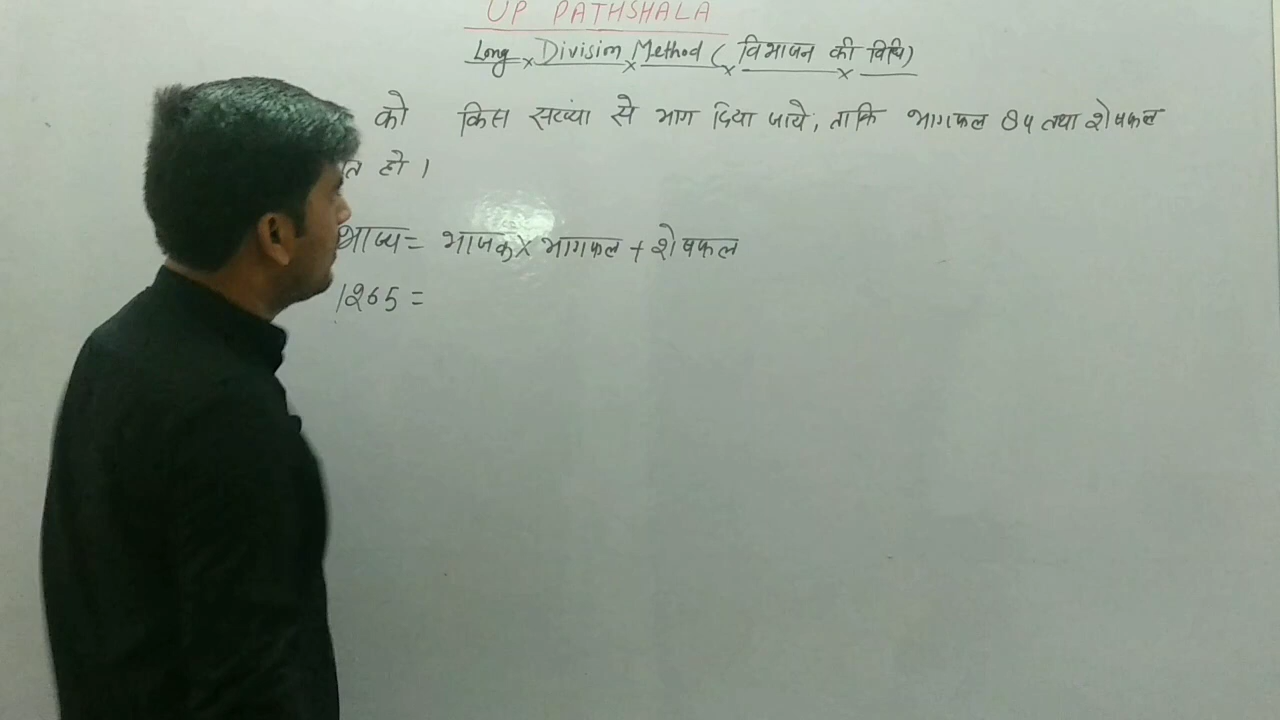 UP PATHSHALA
Long Division Method (विभाजन की विधि)
को किस संख्या से भाग दिया जाये, ताकि भागफल 84 तथा शेषफल
हो।
भाज्य = भाजक × भागफल + शेषफल
1265 =